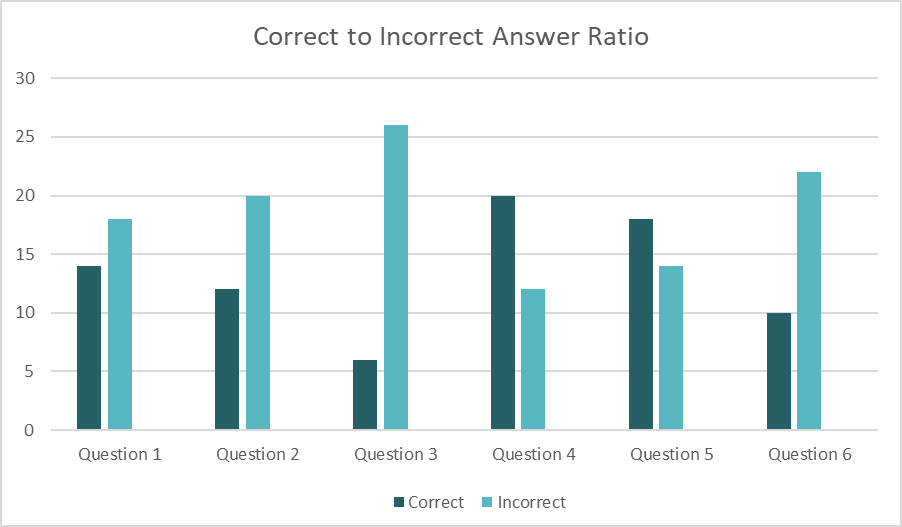 Correct to Incorrect Answer Ratio
30
25
20
15
10
5
0
Question 1 Question 2 Question 3 Question 4 Question 5 Question 6
Correct Incorrect